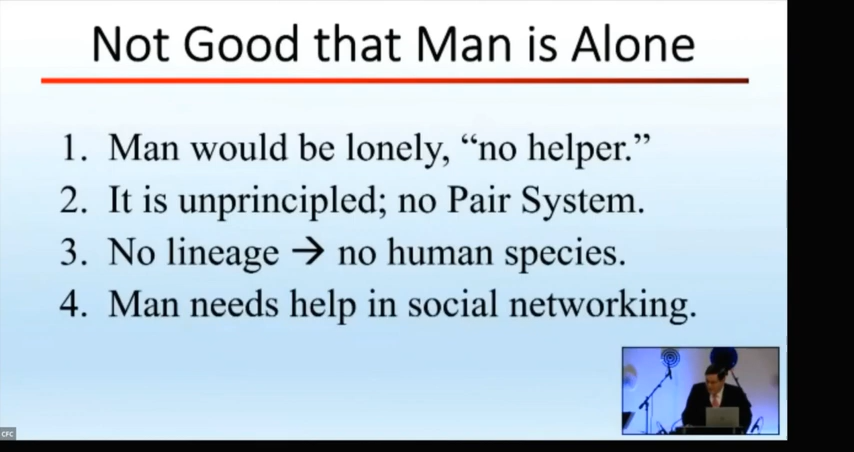 Not Good that Man is Alone
1. Man would be lonely, “no helper.”
2. It is unprincipled; no Pair System.
3. No lineage → no human species.
4. Man needs help in social networking.
CFC